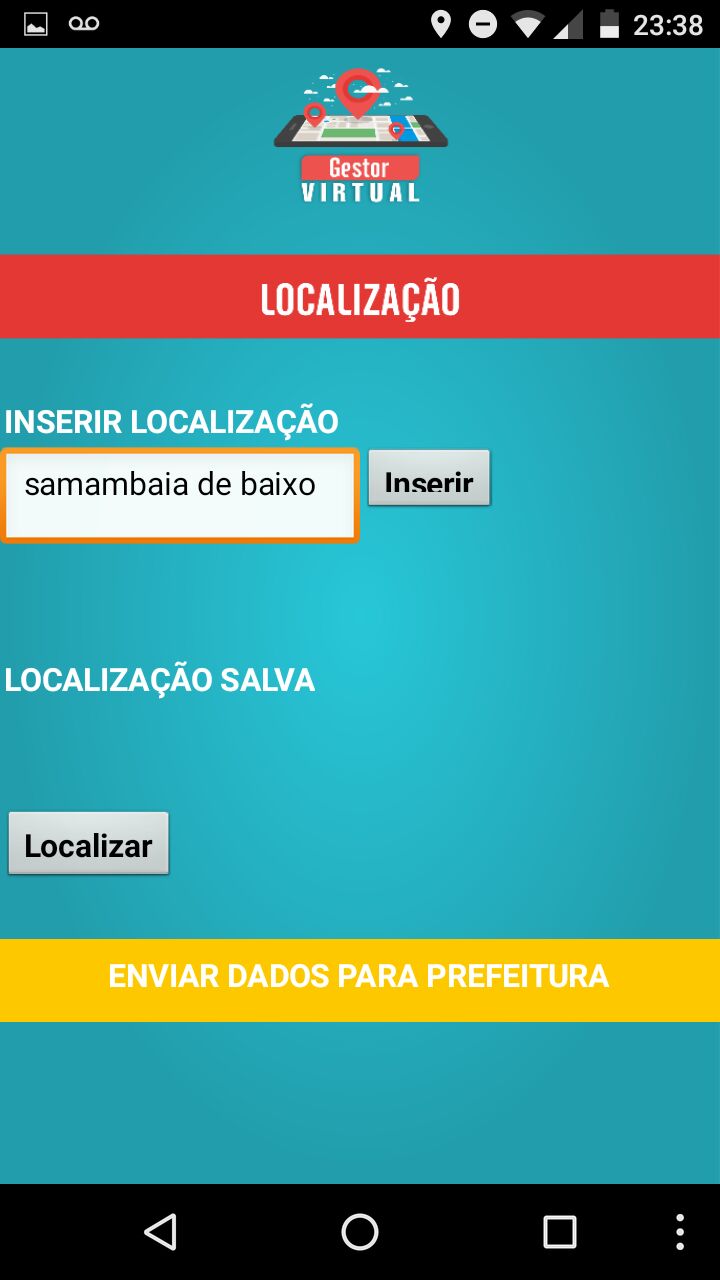 23:38
Gestor
VIRTUAL
LOCALIZAÇÃO
INSERIR LOCALIZAÇÃO
samambaia de baixo
Inserir
LOCALIZAÇÃO SALVA
Localizar
ENVIAR DADOS PARA PREFEITURA